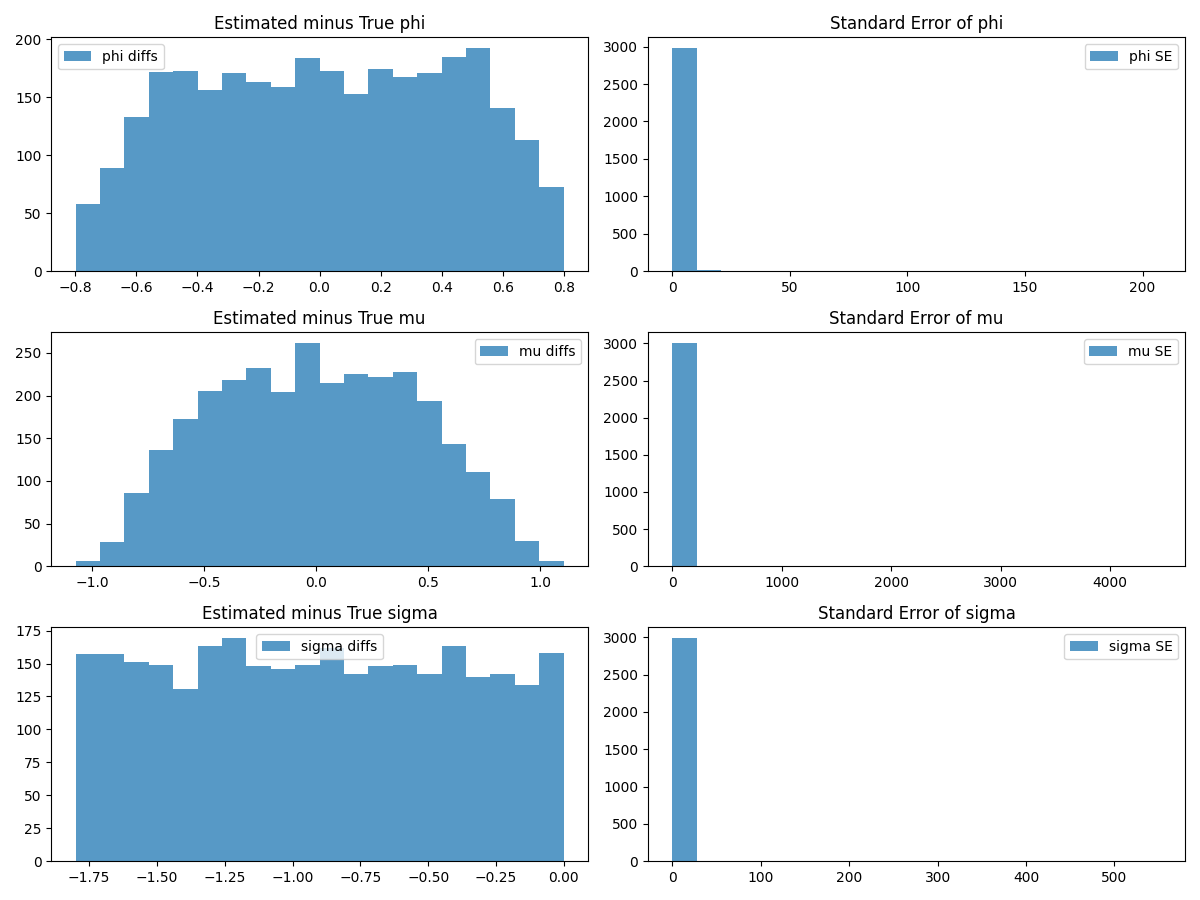 Estimated minus True phi
phi diffs
200
150
100
50
0
−0.8 −0.6 −0.4 −0.2 0.0 0.2 0.4 0.6 0.8
Standard Error of phi
phi SE
3000
2500
2000
1500
1000
500
0
0 50 100 150 200
Estimated minus True mu
mu diffs
250
200
150
100
50
0
−1.0 −0.5 0.0 0.5 1.0
Standard Error of mu
mu SE
3000
2500
2000
1500
1000
500
0
0 1000 2000 3000 4000
Estimated minus True sigma
sigma diffs
175
150
125
100
75
50
25
0
−1.75 −1.50 −1.25 −1.00 −0.75 −0.50 −0.25 0.00
Standard Error of sigma
sigma SE
3000
2500
2000
1500
1000
500
0
0 100 200 300 400 500